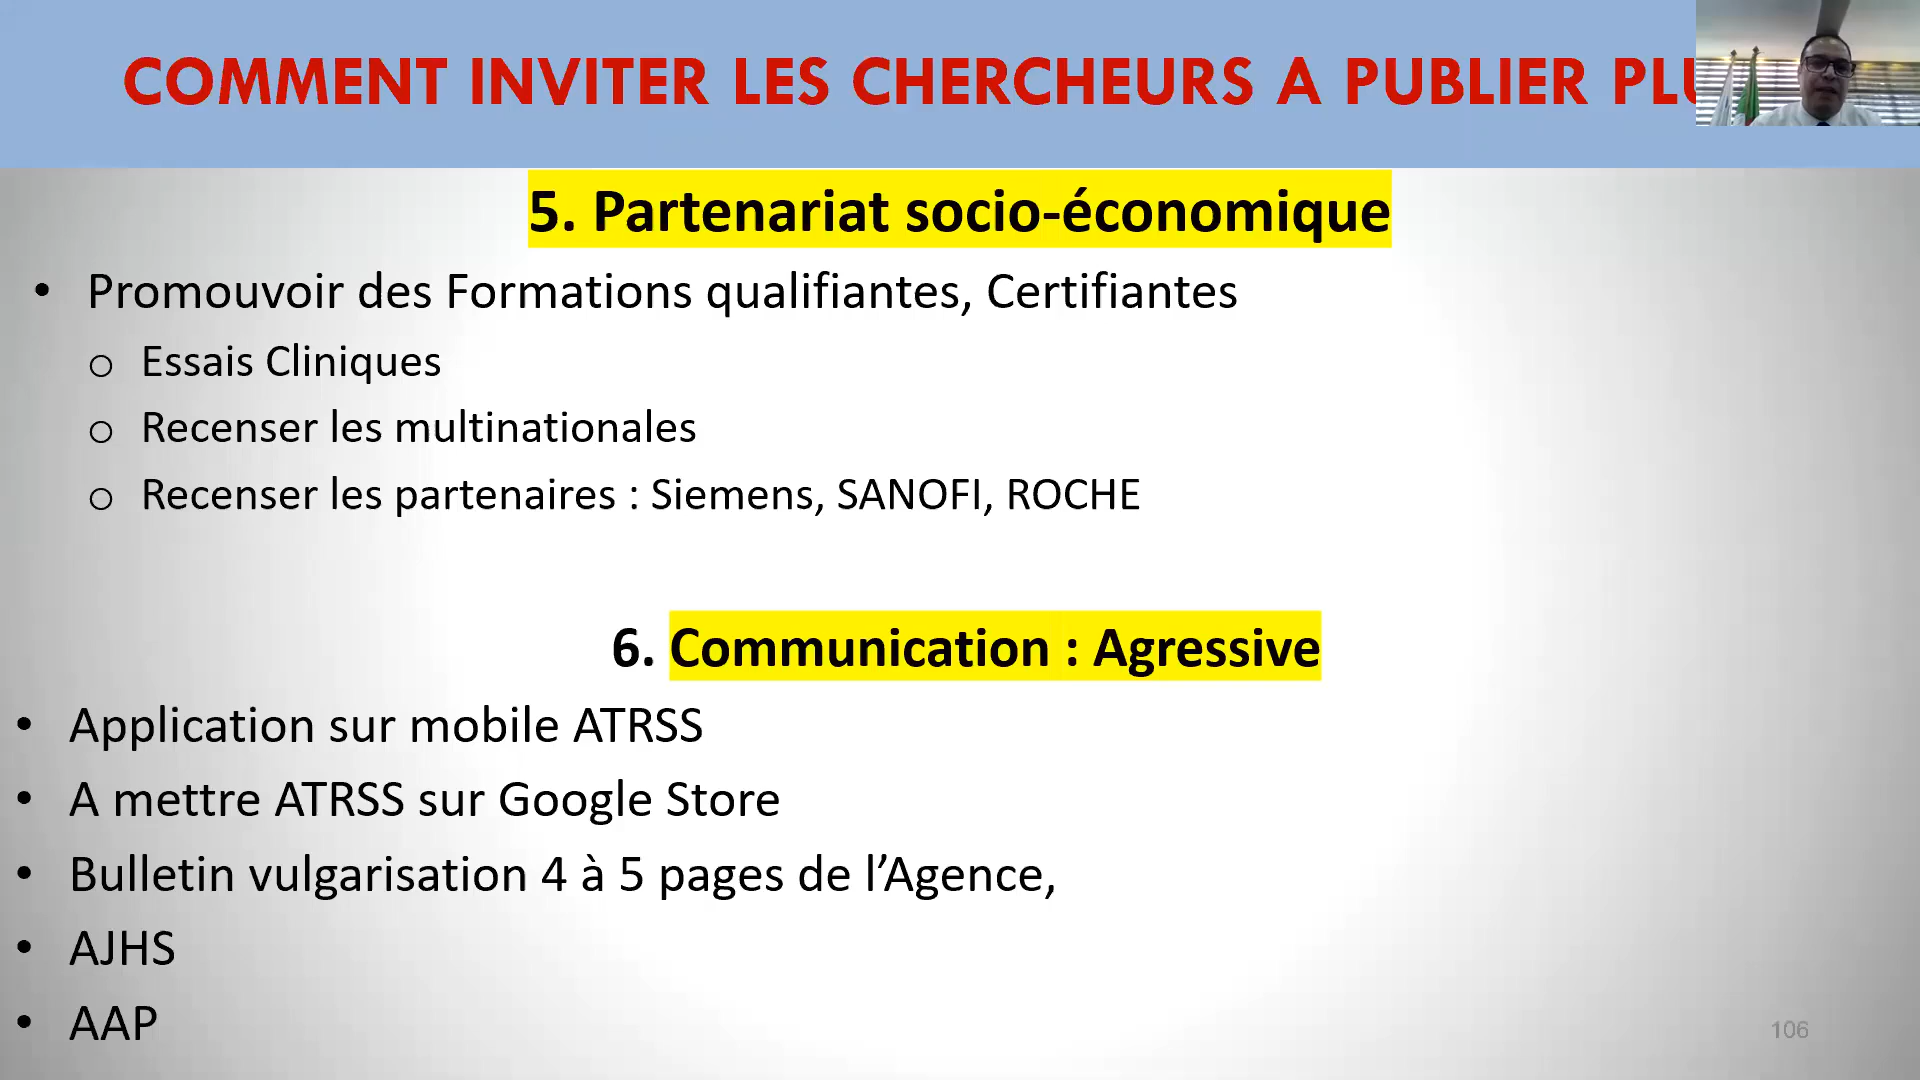 COMMENT INVITER LES CHERCHEURS A PUBLIER
5. Partenariat socio-économique
• Promouvoir des Formations qualifiantes, Certifiantes
o Essais Cliniques
o Recenser les multinationales
o Recenser les partenaires : Siemens, SANOFI, ROCHE
6. Communication : Agressive
• Application sur mobile ATRSS
• A mettre ATRSS sur Google Store
• Bulletin vulgarisation 4 à 5 pages de l’Agence,
• AJHS
• AAP
106